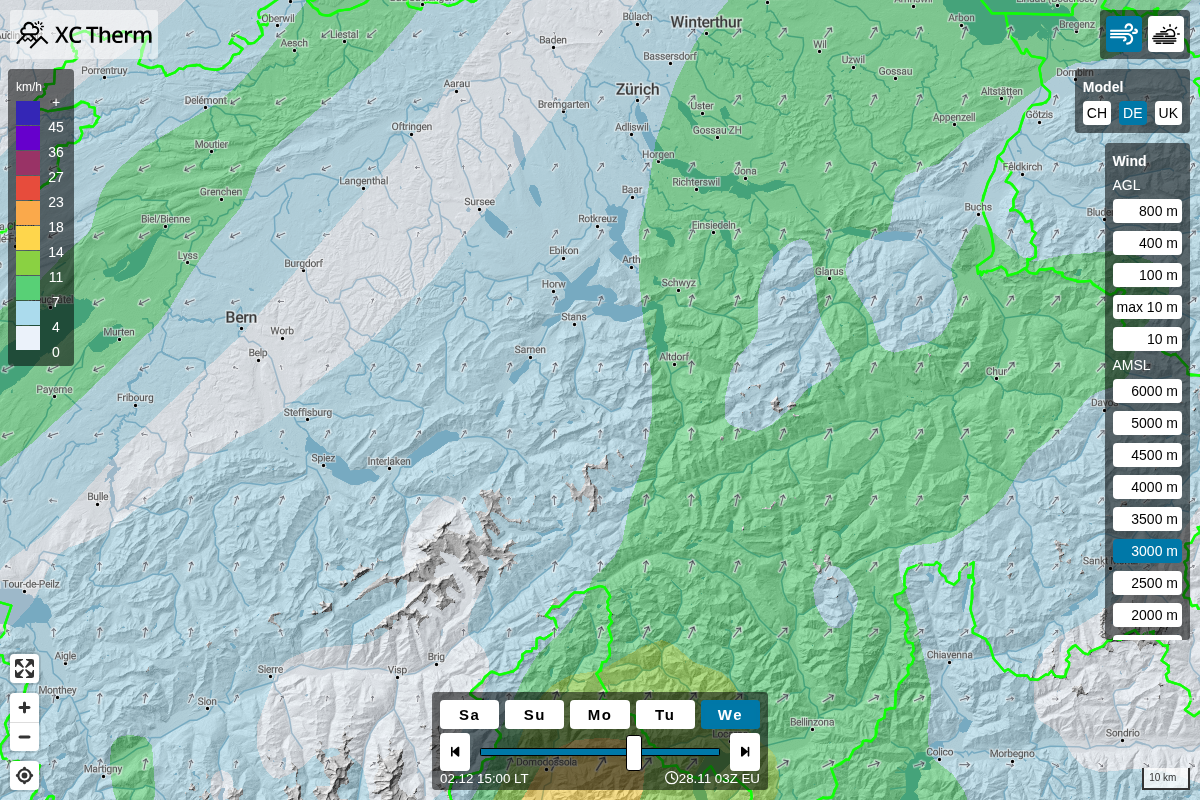 XC Therm
km/h
+
45
36
27
23
18
14
11
7
4
0
Model
CH DE UK
Wind
AGL
800 m
400 m
100 m
max 10 m
10 m
AMSL
6000 m
5000 m
4500 m
4000 m
3500 m
3000 m
2500 m
2000 m
Oberwil
Liestal
Aesch
Porrentruy
Delémont
Moutier
Grenchen
Biel/Bienne
Lyss
Murten
Payerne
Fribourg
Bulle
Tour-de-Peilz
Aigle
Monthey
Martigny
Sion
Sierre
Visp
Brig
Bern
Worb
Belp
Steffisburg
Spiez
Interlaken
Burgdorf
Langenthal
Oftringen
Aarau
Baden
Bremgarten
Bülach
Winterthur
Bassersdorf
Zürich
Adliswil
Uster
Gossau ZH
Horgen
Richterswil
Jona
Baar
Sursee
Rotkreuz
Ebikon
Arth
Horw
Stans
Sarnen
Einsiedeln
Schwyz
Altdorf
Glarus
Wil
Uzwil
Gossau
Arbon
Bregenz
Dornbirn
Altstätten
Götzis
Appenzell
Feldkirch
Buchs
Chur
Chiavenna
Bellinzona
Colico
Morbegno
Sondrio
Domodossola
Sa Su Mo Tu We
02.12 15:00 LT
28.11 03Z EU
10 km